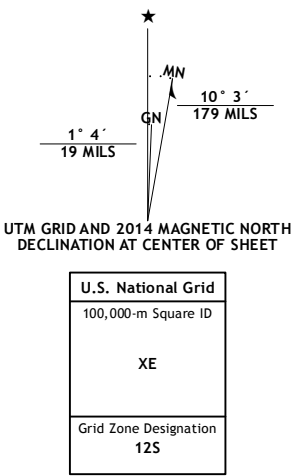 ★
MN
GN
10° 3´
179 MILS
1° 4´
19 MILS
UTM GRID AND 2014 MAGNETIC NORTH
DECLINATION AT CENTER OF SHEET
U.S. National Grid
100,000-m Square ID
XE
Grid Zone Designation
12S